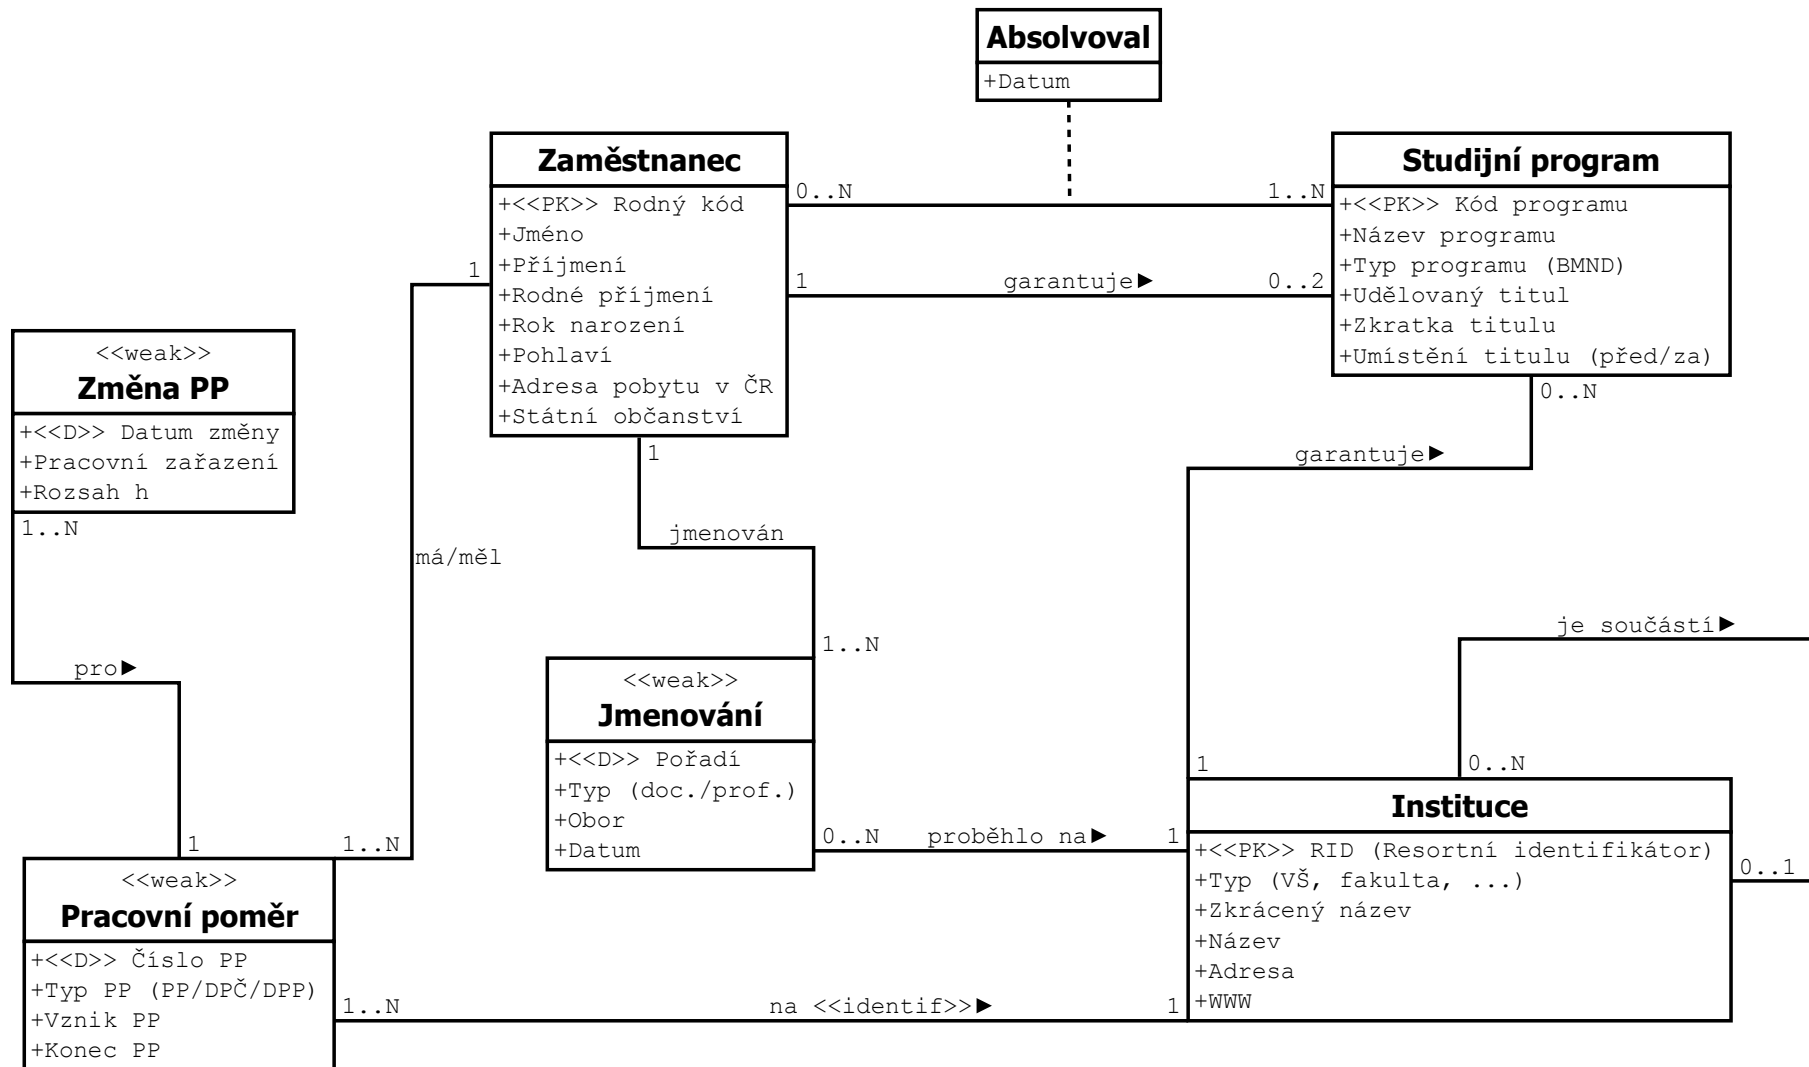 Absolvoval
+Datum
Zaměstnanec
+<<PK>> Rodný kód
+Jméno
+Příjmení
+Rodné příjmení
+Rok narození
+Pohlaví
+Adresa pobytu v ČR
+Státní občanství
0..N
1..N
1
garantuje►
0..2
Studijní program
+<<PK>> Kód programu
+Název programu
+Typ programu (BMND)
+Udělovaný titul
+Zkratka titulu
+Umístění titulu (před/za)
1
<<weak>>
Změna PP
+<<D>> Datum změny
+Pracovní zařazení
+Rozsah h
1..N
pro►
1
má/měl
1..N
1
jmenován
1..N
0..N
garantuje►
1
je součástí►
0..N
<<weak>>
Jmenování
+<<D>> Pořadí
+Typ (doc./prof.)
+Obor
+Datum
0..N
proběhlo na►
1
Instituce
+<<PK>> RID (Resortní identifikátor)
+Typ (VŠ, fakulta, ...)
+Zkrácený název
+Název
+Adresa
+WWW
0..1
<<weak>>
Pracovní poměr
+<<D>> Číslo PP
+Typ PP (PP/DPČ/DPP)
+Vznik PP
+Konec PP
1..N
na <<identif>>►
1